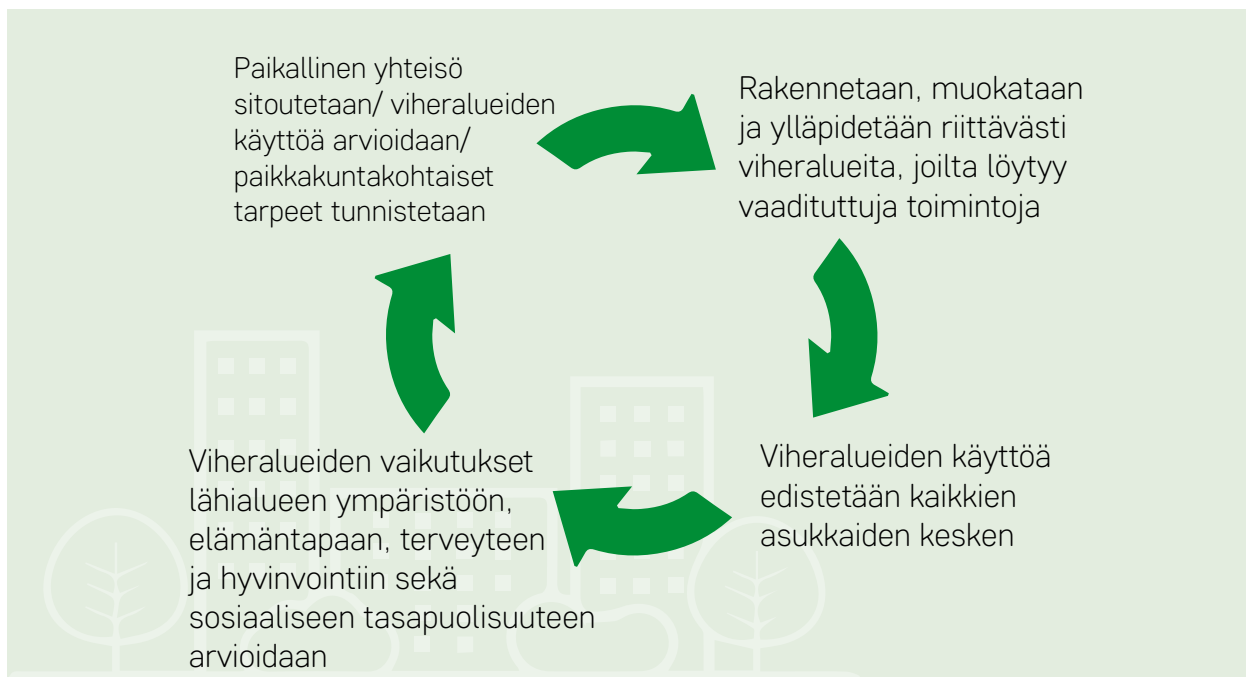 Paikallinen yhteisö
sitoutetaan/ viheralueiden
käyttöä arvioidaan/
paikkakuntakohtaiset
tarpeet tunnistetaan
Rakennetaan, muokataan
ja ylläpidetään riittävästi
viheralueita, joilta löytyy
vaadituttuja toimintoja
Viheralueiden käyttöä
edistetään kaikkien
asukkaiden kesken
Viheralueiden vaikutukset
lähialueen ympäristöön,
elämäntapaan, terveyteen
ja hyvinvointiin sekä
sosiaaliseen tasapuolisuuteen
arvioidaan